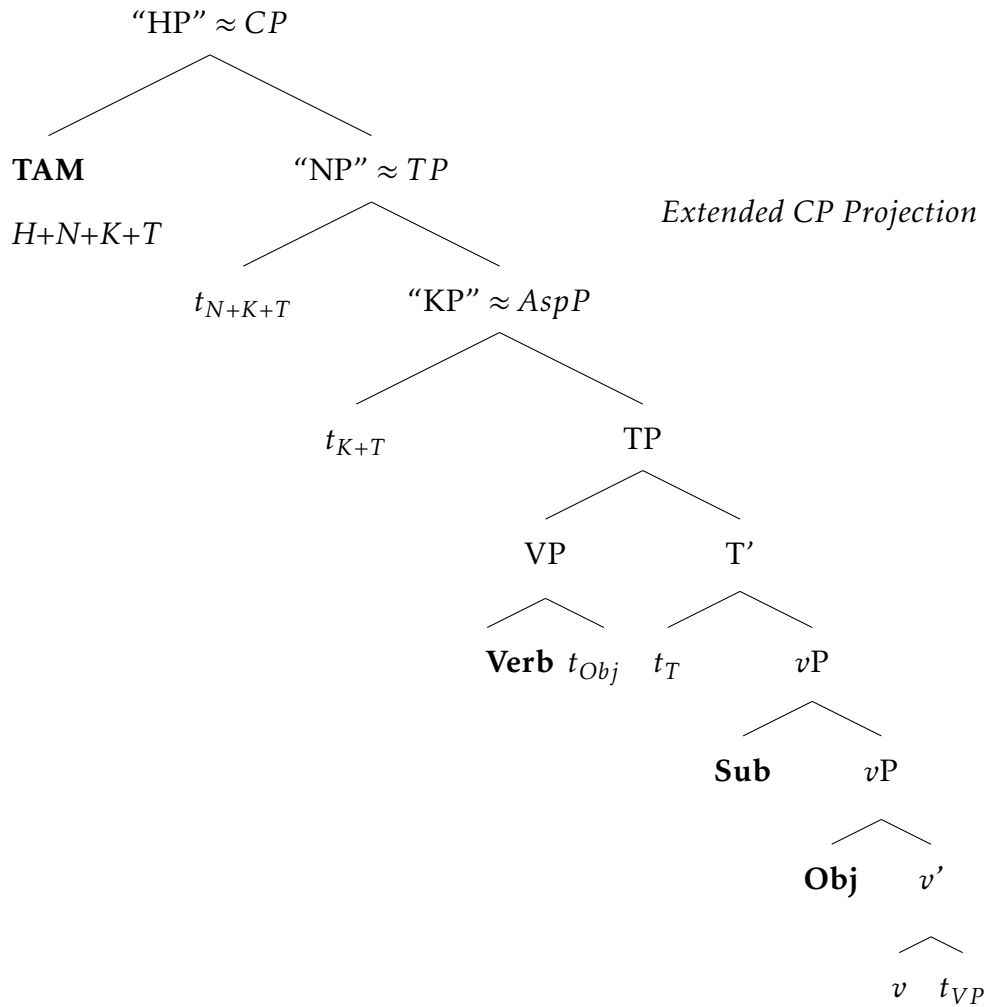 “HP” ≈ CP
TAM “NP” ≈ TP
H+N+K+T Extended CP Projection
t_{N+K+T} “KP” ≈ AspP
t_{K+T} TP
VP T’
Verb t_{Obj} t_T vP
Sub vP
Obj v’
v t_{VP}